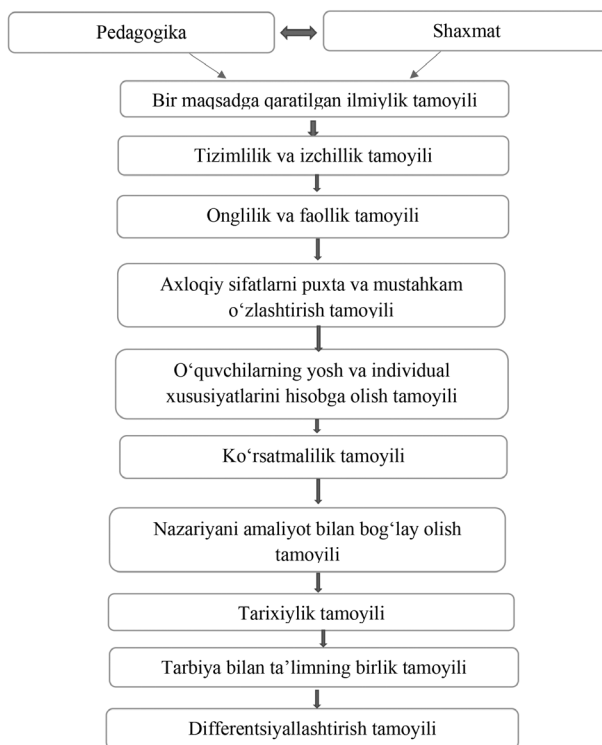 Pedagogika
Shaxmat
Bir maqsadga qaratilgan ilmiylik tamoyili
Tizimlilik va izchillik tamoyili
Onglilik va faollik tamoyili
Axloqiy sifatlarni puxta va mustahkam
o‘zlashtirish tamoyili
O‘quvchilarning yosh va individual
xususiyatlarini hisobga olish tamoyili
Ko‘rsatmalilik tamoyili
Nazariyani amaliyot bilan bog‘lay olish
tamoyili
Tarixiylik tamoyili
Tarbiya bilan ta’limning birlik tamoyili
Differentsiyallashtirish tamoyili